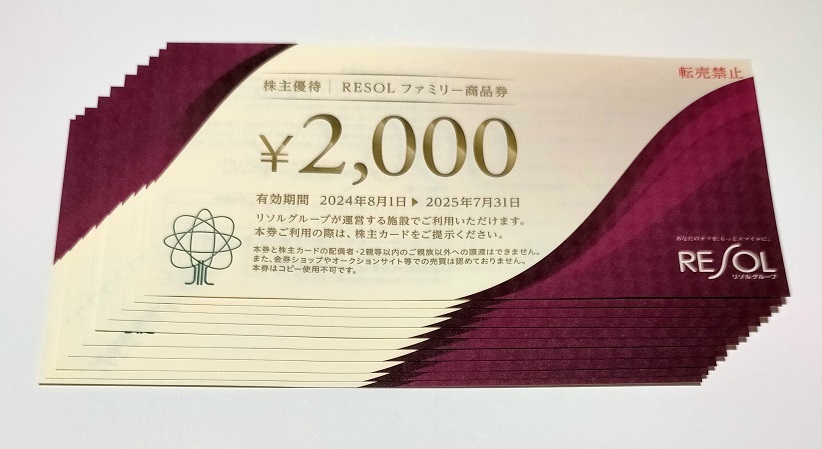 転売禁止
株主優待 RESOL ファミリー商品券
¥2,000
有効期間 2024年8月1日▶2025年7月31日
リソルグループが運営する施設でご利用いただけます。
本券ご利用の際は、株主カードをご提示ください。
本券と株主カードの配偶者・2親等以内のご親族以外への譲渡はできません。
また、金券ショップやオークションサイト等での売買は認めておりません。
本券はコピー使用不可です。
あなたのオフを、もっとスマイルに。
RESOL
リソルグループ